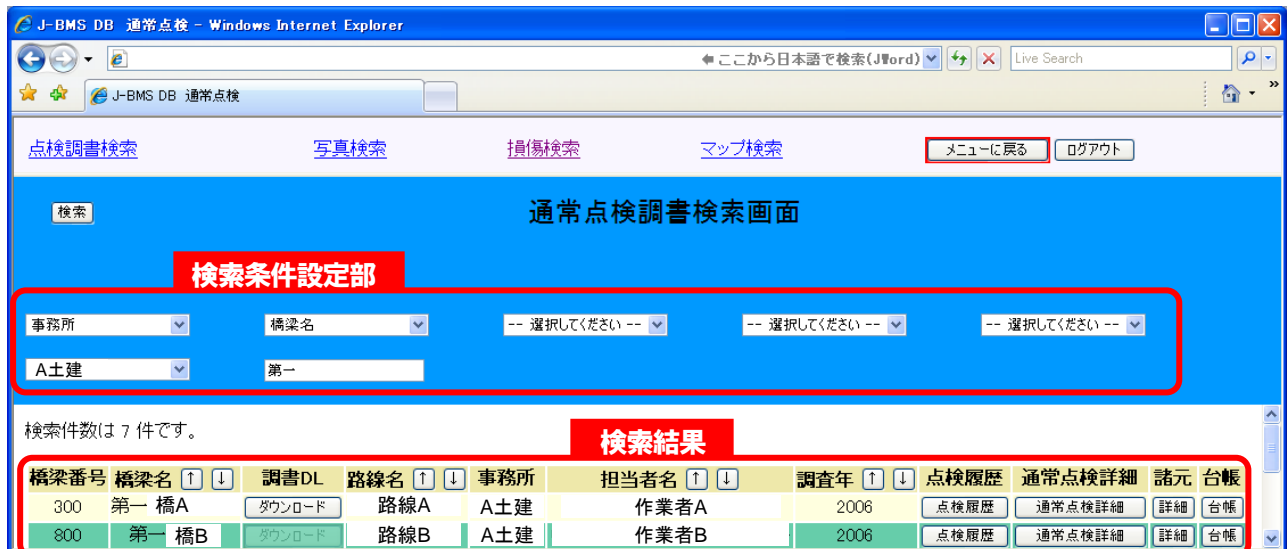 J-BMS DB 通常点検 - Windows Internet Explorer
ここから日本語で検索(JWord)
Live Search
J-BMS DB 通常点検
点検調書検索 写真検索 損傷検索 マップ検索 メニューに戻る ログアウト
検索 通常点検調書検索画面
検索条件設定部
事務所 橋梁名 -- 選択してください -- -- 選択してください -- -- 選択してください --
A土建 第一
検索件数は 7 件です。
検索結果
橋梁番号 橋梁名 ↑ ↓ 調書DL 路線名 ↑ ↓ 事務所 担当者名 ↑ ↓ 調査年 ↑ ↓ 点検履歴 通常点検詳細 諸元 台帳
300 第一 橋A ダウンロード 路線A A土建 作業者A 2006 点検履歴 通常点検詳細 詳細 台帳
800 第一 橋B ダウンロード 路線B A土建 作業者B 2006 点検履歴 通常点検詳細 詳細 台帳